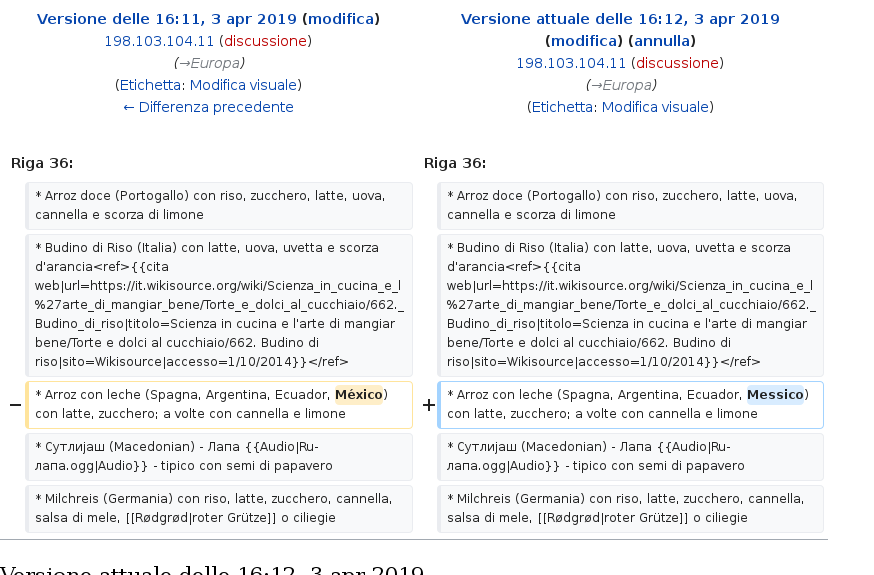 Versione delle 16:11, 3 apr 2019 (modifica)
198.103.104.11 (discussione)
(→Europa)
(Etichetta: Modifica visuale)
← Differenza precedente
Versione attuale delle 16:12, 3 apr 2019
(modifica) (annulla)
198.103.104.11 (discussione)
(→Europa)
(Etichetta: Modifica visuale)
Riga 36:
* Arroz doce (Portogallo) con riso, zucchero, latte, uova,
cannella e scorza di limone
* Budino di Riso (Italia) con latte, uova, uvetta e scorza
d'arancia<ref>{{cita
web|url=https://it.wikisource.org/wiki/Scienza_in_cucina_e_l
%27arte_di_mangiar_bene/Torte_e_dolci_al_cucchiaio/662._
Budino_di_riso|titolo=Scienza in cucina e l'arte di mangiar
bene/Torte e dolci al cucchiaio/662. Budino di
riso|sito=Wikisource|accesso=1/10/2014}}</ref>
− * Arroz con leche (Spagna, Argentina, Ecuador, México)
con latte, zucchero; a volte con cannella e limone
* Сутлијаш (Macedonian) - Лапа {{Audio|Ru-
лапа.ogg|Audio}} - tipico con semi di papavero
* Milchreis (Germania) con riso, latte, zucchero, cannella,
salsa di mele, [[Rødgrød|roter Grütze]] o ciliegie
Riga 36:
* Arroz doce (Portogallo) con riso, zucchero, latte, uova,
cannella e scorza di limone
* Budino di Riso (Italia) con latte, uova, uvetta e scorza
d'arancia<ref>{{cita
web|url=https://it.wikisource.org/wiki/Scienza_in_cucina_e_l
%27arte_di_mangiar_bene/Torte_e_dolci_al_cucchiaio/662._
Budino_di_riso|titolo=Scienza in cucina e l'arte di mangiar
bene/Torte e dolci al cucchiaio/662. Budino di
riso|sito=Wikisource|accesso=1/10/2014}}</ref>
+ * Arroz con leche (Spagna, Argentina, Ecuador, Messico)
con latte, zucchero; a volte con cannella e limone
* Сутлијаш (Macedonian) - Лапа {{Audio|Ru-
лапа.ogg|Audio}} - tipico con semi di papavero
* Milchreis (Germania) con riso, latte, zucchero, cannella,
salsa di mele, [[Rødgrød|roter Grütze]] o ciliegie
Versione attuale delle 16:12, 3 apr 2019